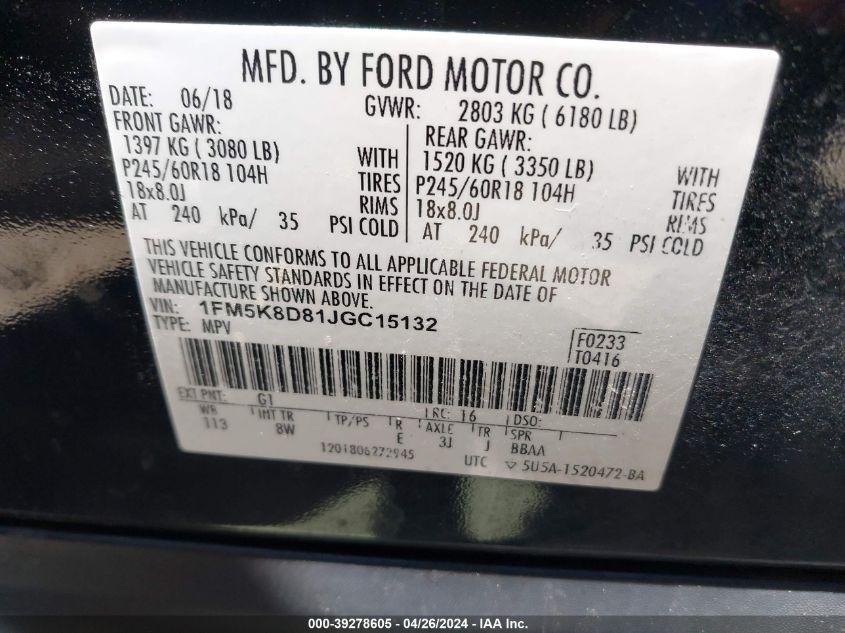 MFD. BY FORD MOTOR CO.
DATE: 06/18 GVWR: 2803 KG ( 6180 LB)
FRONT GAWR: REAR GAWR:
1397 KG ( 3080 LB) WITH 1520 KG ( 3350 LB) WITH
P245/60R18 104H TIRES P245/60R18 104H TIRES
18x8.0J RIMS 18x8.0J RIMS
AT 240 kPa/ 35 PSI COLD AT 240 kPa/ 35 PSI COLD
THIS VEHICLE CONFORMS TO ALL APPLICABLE FEDERAL MOTOR
VEHICLE SAFETY STANDARDS IN EFFECT ON THE DATE OF
MANUFACTURE SHOWN ABOVE.
VIN: 1FM5K8D81JGC15132
TYPE: MPV
F0233
T0416
EXT PNT: G1 RC: 16 DSO:
WB INT TR TP/PS R AXLE TR SPR
113 8W E 3J J BBAA
1201806272945 UTC 5U5A-1520472-BA
000-39278605 - 04/26/2024 - IAA Inc.